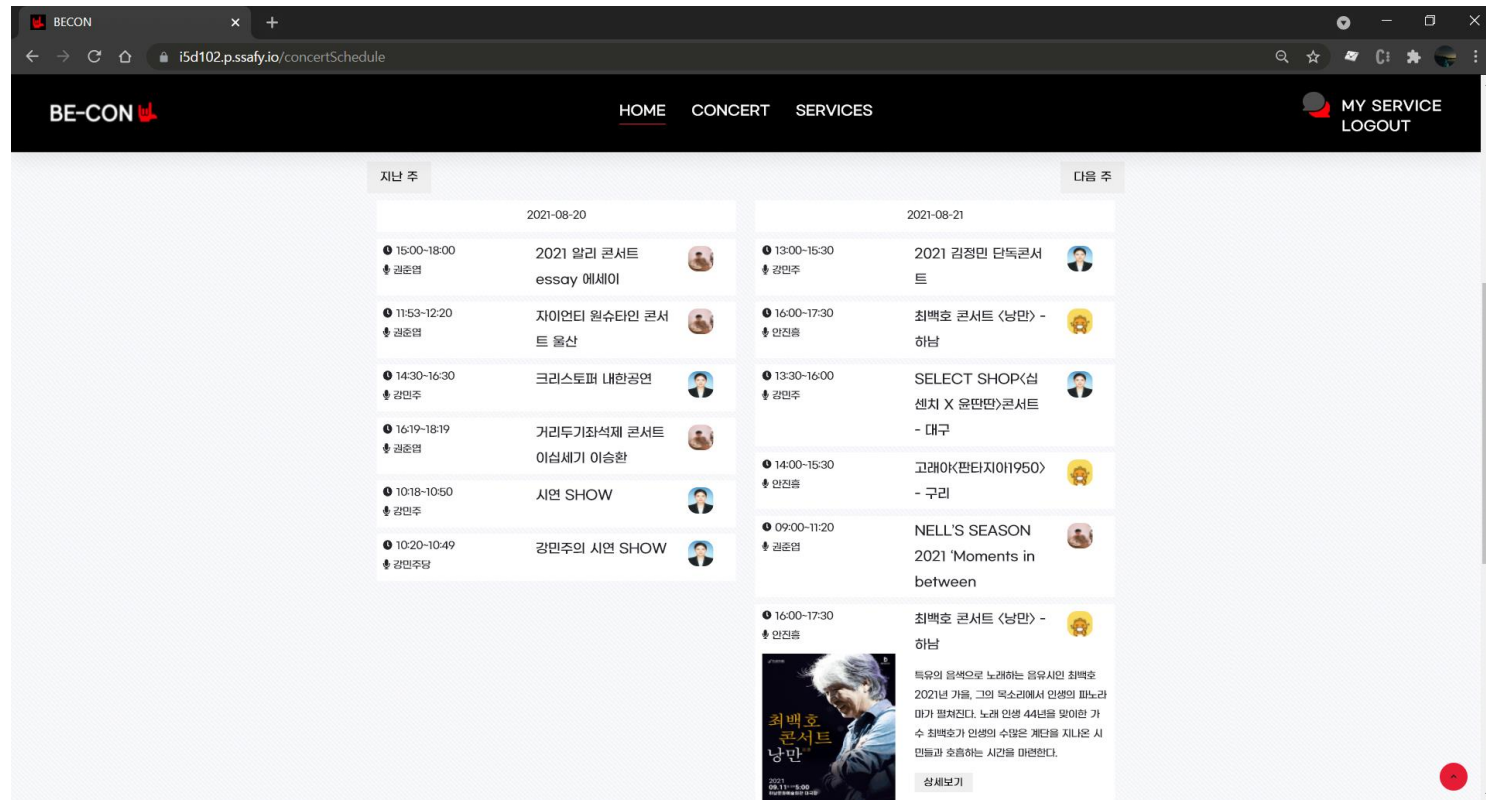 BECON
i5d102.p.ssafy.io/concertSchedule
BE-CON
HOME CONCERT SERVICES
MY SERVICE
LOGOUT
지난 주
다음 주
2021-08-20
15:00~18:00
권준엽
2021 알리 콘서트
essay 에세이
11:53~12:20
권준엽
자이언티 원슈타인 콘서
트 울산
14:30~16:30
강민주
크리스토퍼 내한공연
16:19~18:19
권준엽
거리두기좌석제 콘서트
이십세기 이승환
10:18~10:50
강민주
시연 SHOW
10:20~10:49
강민주당
강민주의 시연 SHOW
2021-08-21
13:00~15:30
강민주
2021 김정민 단독콘서
트
16:00~17:30
안진흠
최백호 콘서트 〈낭만〉 -
하남
13:30~16:00
강민주
SELECT SHOP〈십
센치 X 윤딴딴〉콘서트
- 대구
14:00~15:30
안진흠
고래야〈판타지아1950〉
- 구리
09:00~11:20
권준엽
NELL'S SEASON
2021 ‘Moments in
between
16:00~17:30
안진흠
최백호 콘서트 〈낭만〉 -
하남
최백호
콘서트
낭만
2021
09.11
5:00
특유의 음색으로 노래하는 음유시인 최백호
2021년 가을, 그의 목소리에서 인생의 파노라
마가 펼쳐진다. 노래 인생 44년을 맞이한 가
수 최백호가 인생의 수많은 계단을 지나온 시
민들과 호흡하는 시간을 마련한다.
상세보기